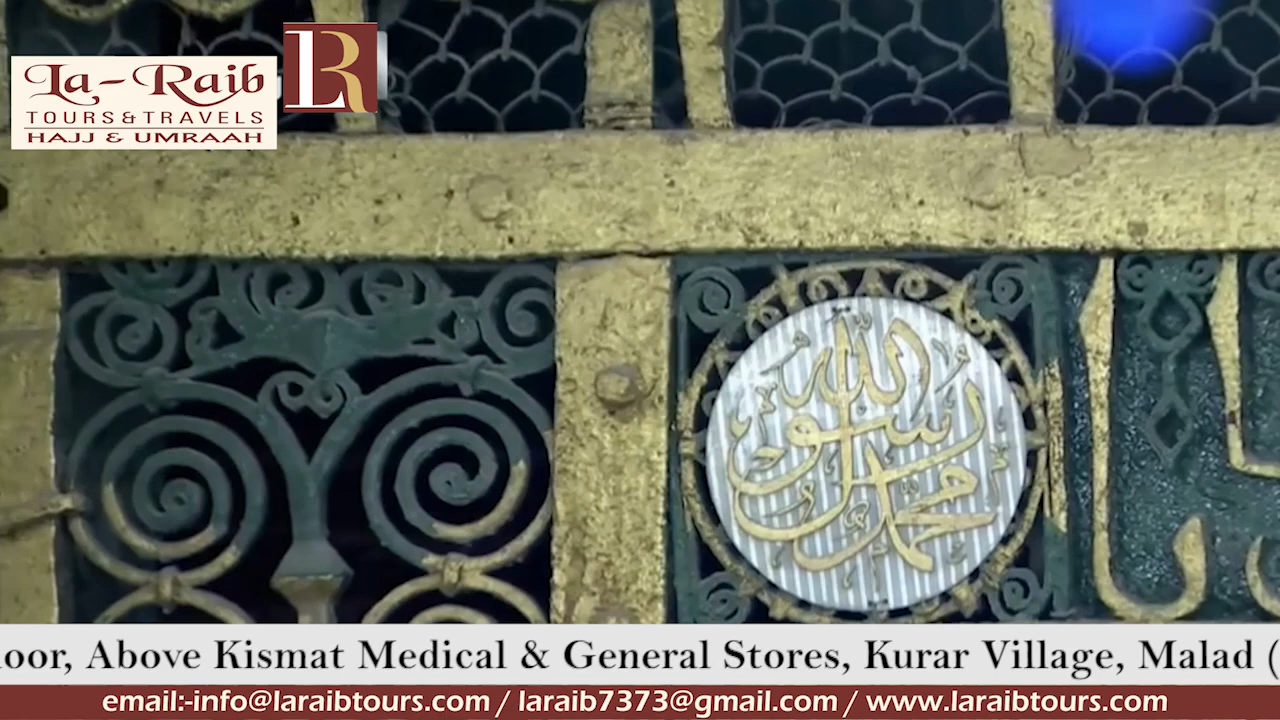 La-Raib
TOURS & TRAVELS
HAJJ & UMRAAH
LR
محمد
رسول
الله
oor, Above Kismat Medical & General Stores, Kurar Village, Malad (
email:-info@laraibtours.com / laraib7373@gmail.com / www.laraibtours.com